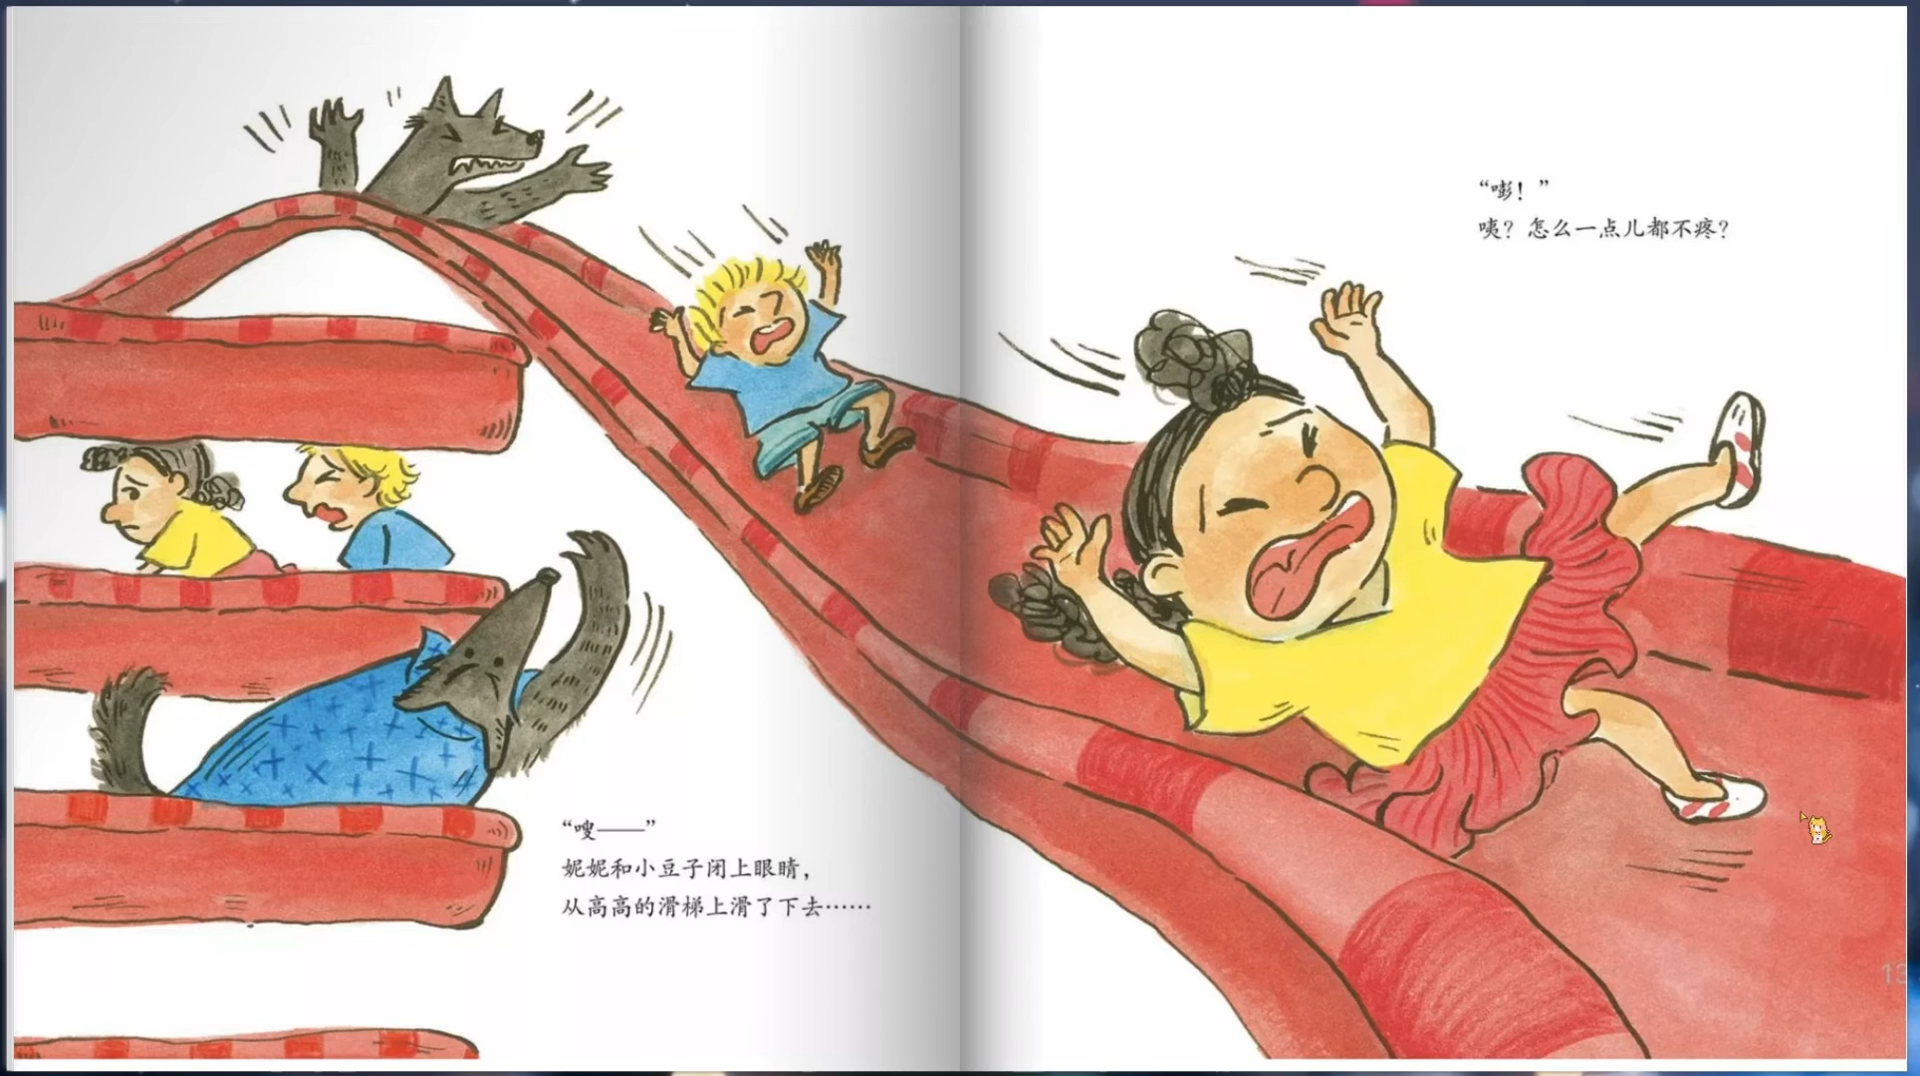 “嗖——”
妮妮和小豆子闭上眼睛，
从高高的滑梯上滑了下去……
“嘭！”
咦？怎么一点儿都不疼？
13